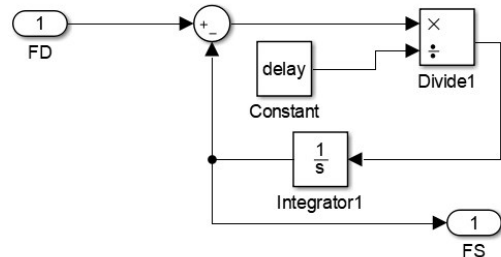 1
FD
+
−
delay
Constant
×
÷
Divide1
1
s
Integrator1
1
FS